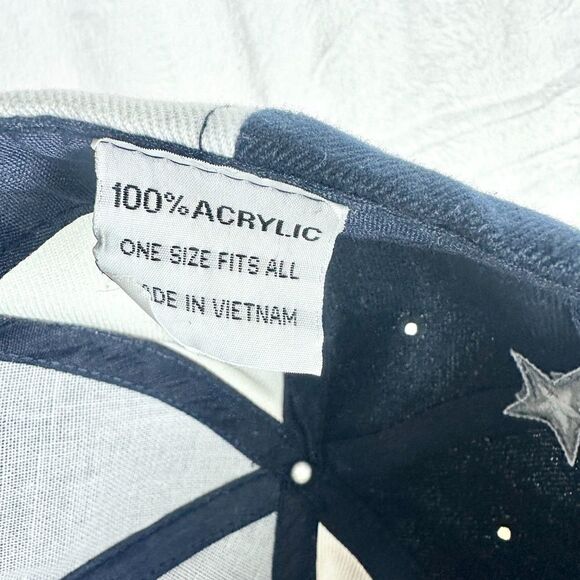 100% ACRYLIC
ONE SIZE FITS ALL
ADE IN VIETNAM